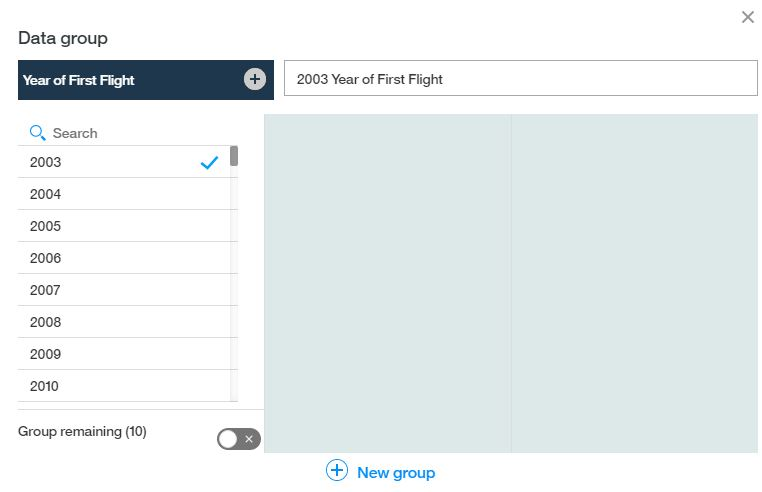 Data group
Year of First Flight
2003 Year of First Flight
Search
2003
2004
2005
2006
2007
2008
2009
2010
Group remaining (10)
New group